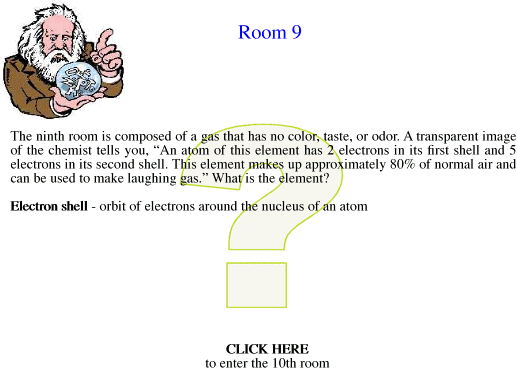 Room 9
The ninth room is composed of a gas that has no color, taste, or odor. A transparent image
of the chemist tells you, “An atom of this element has 2 electrons in its first shell and 5
electrons in its second shell. This element makes up approximately 80% of normal air and
can be used to make laughing gas.” What is the element?
Electron shell - orbit of electrons around the nucleus of an atom
?
CLICK HERE
to enter the 10th room